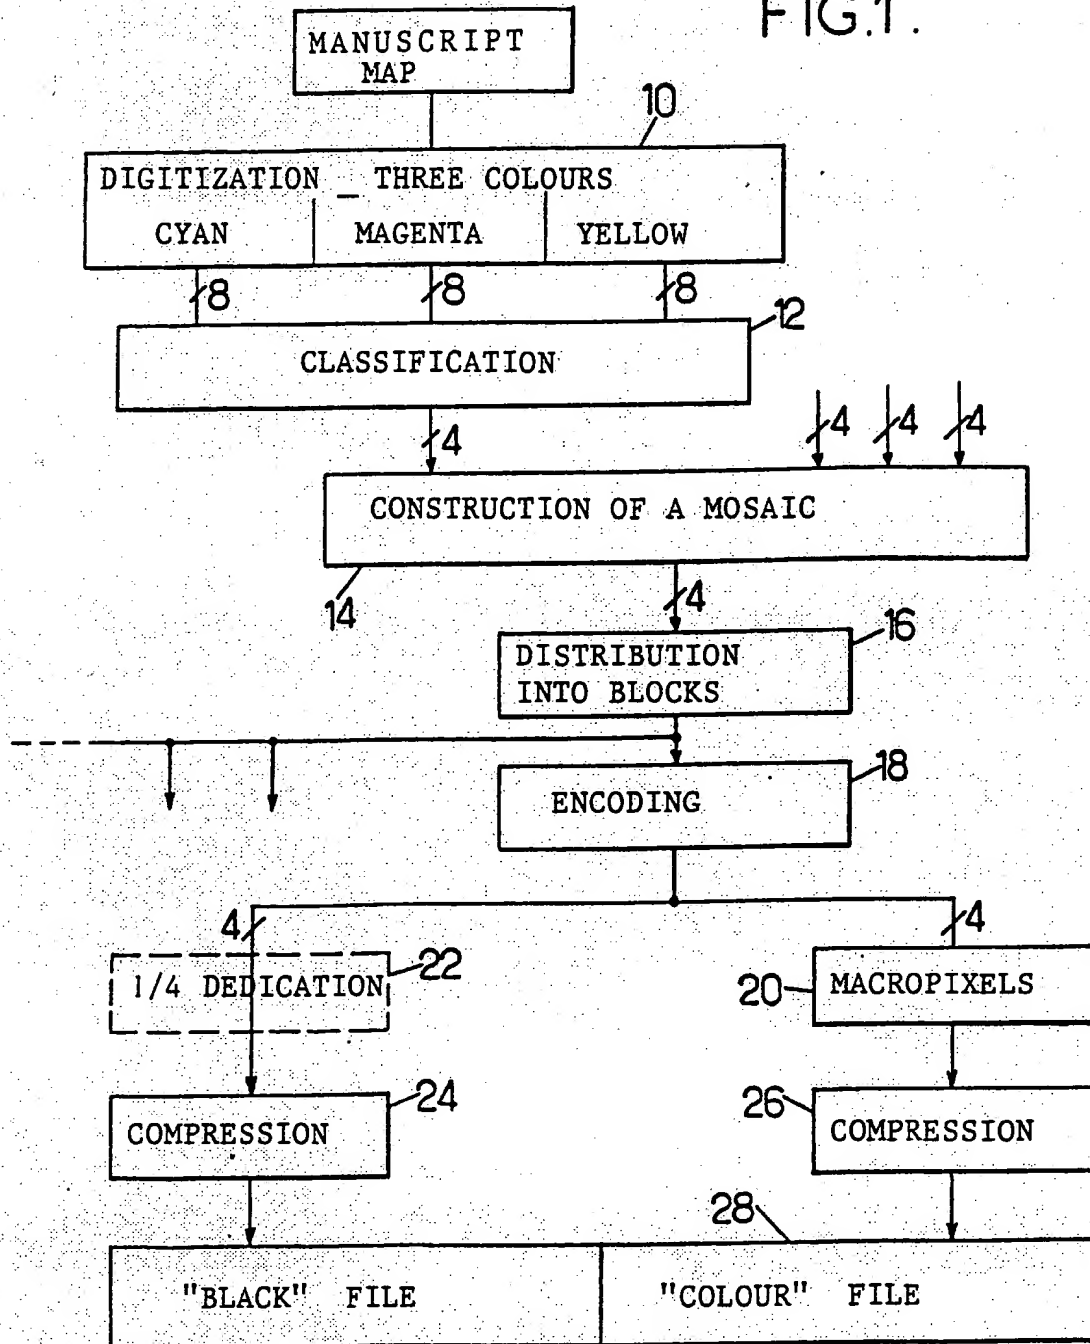 FIG.1.
MANUSCRIPT
MAP
10
DIGITIZATION _ THREE COLOURS
CYAN MAGENTA YELLOW
8 8 8
12
CLASSIFICATION
4 4 4 4
CONSTRUCTION OF A MOSAIC
14 4
16
DISTRIBUTION
INTO BLOCKS
18
ENCODING
4 4
22
1/4 DEDICATION
20 MACROPIXELS
24 26
COMPRESSION COMPRESSION
28
"BLACK" FILE "COLOUR" FILE